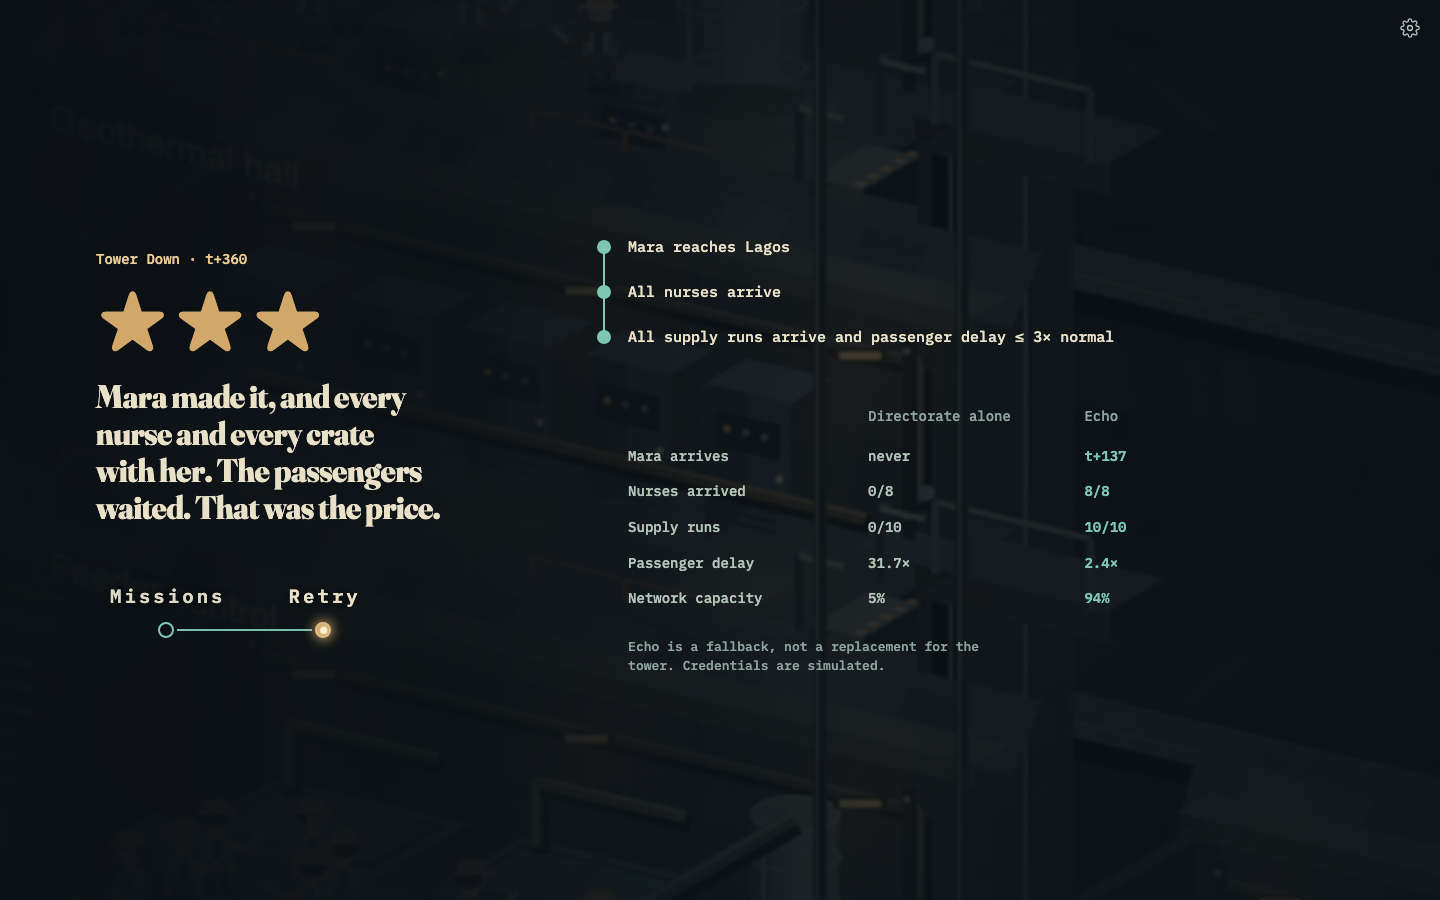 Geothermal hall
Tower Down · t+360
Mara made it, and every
nurse and every crate
with her. The passengers
waited. That was the price.
Missions Retry
Mara reaches Lagos
All nurses arrive
All supply runs arrive and passenger delay ≤ 3× normal
Directorate alone Echo
Mara arrives never t+137
Nurses arrived 0/8 8/8
Supply runs 0/10 10/10
Passenger delay 31.7× 2.4×
Network capacity 5% 94%
Echo is a fallback, not a replacement for the
tower. Credentials are simulated.